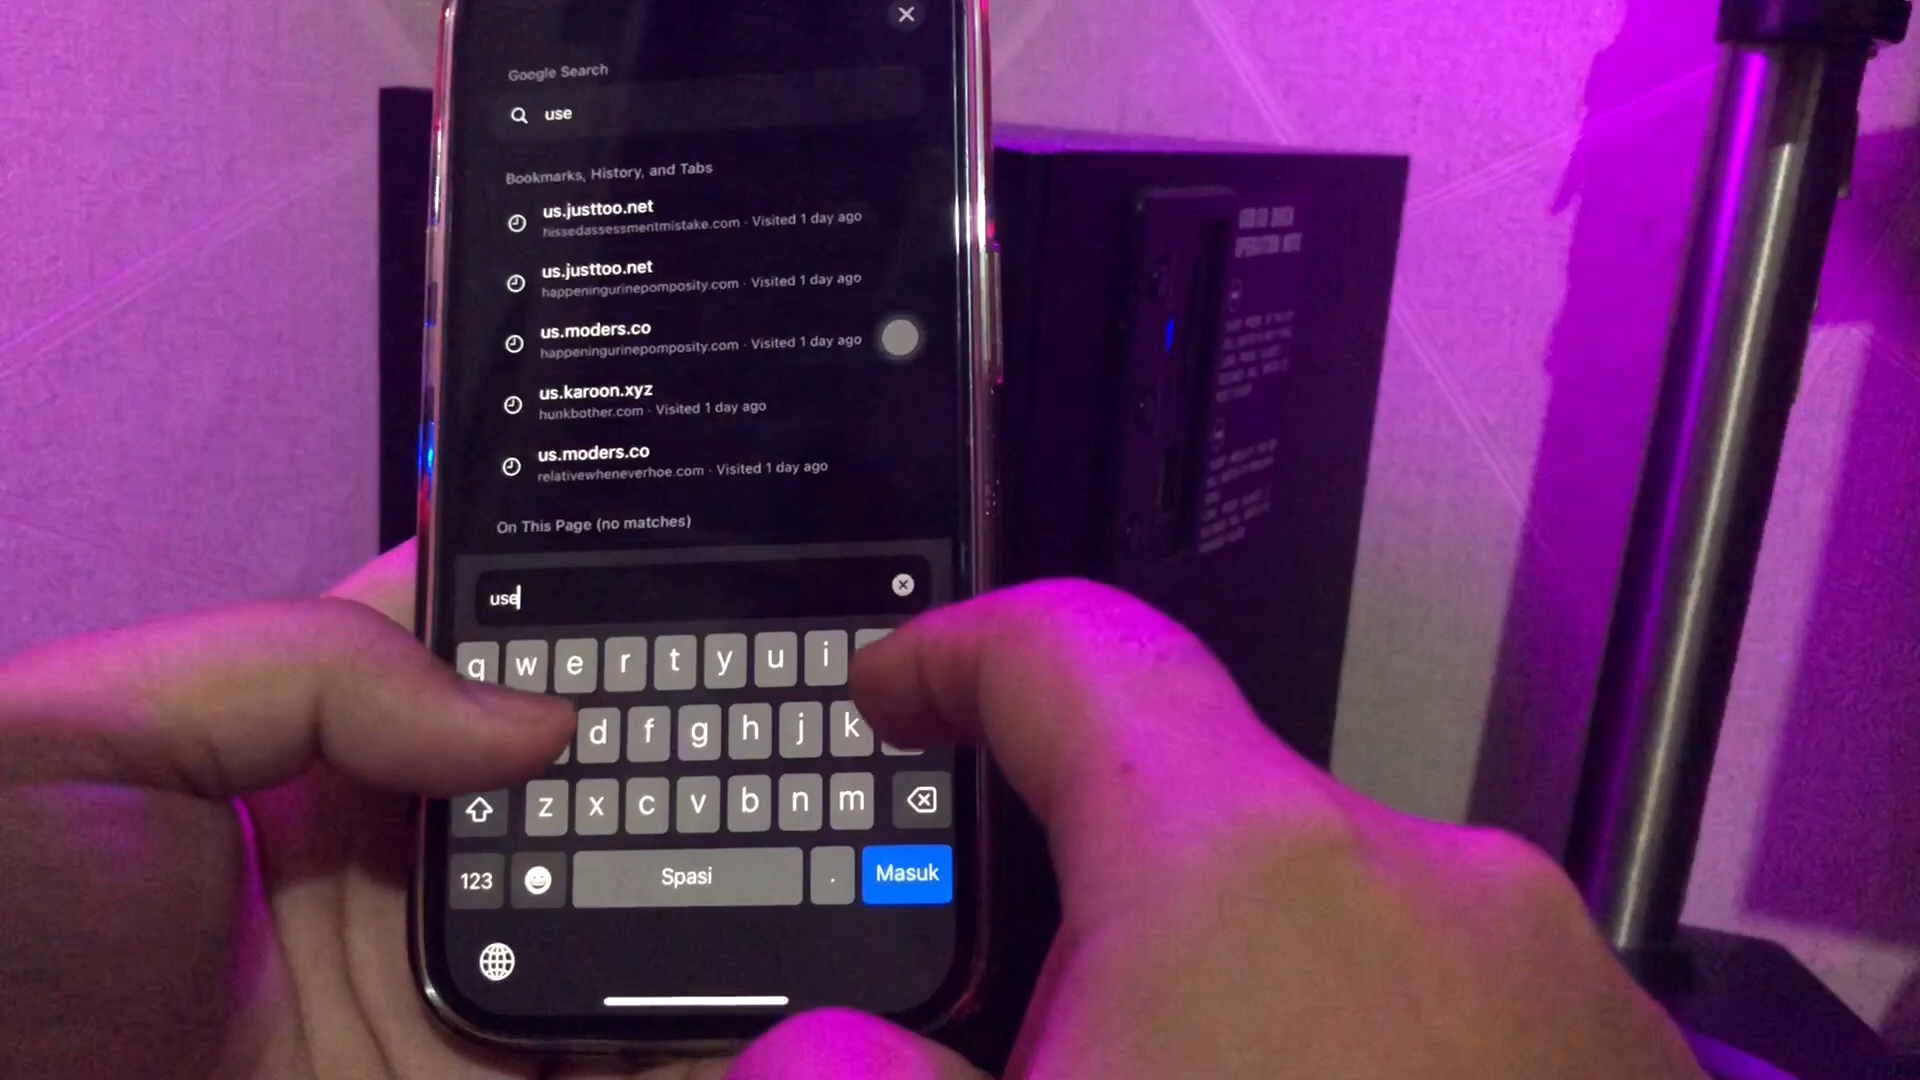 Google Search
use
Bookmarks, History, and Tabs
us.justtoo.net
hissedassessmentmistake.com · Visited 1 day ago
us.justtoo.net
happeningurinepomposity.com · Visited 1 day ago
us.moders.co
happeningurinepomposity.com · Visited 1 day ago
us.karoon.xyz
hunkbother.com · Visited 1 day ago
us.moders.co
relativewheneverhoe.com · Visited 1 day ago
On This Page (no matches)
use
q w e r t y u i
d f g h j k
z x c v b n m
123 Spasi . Masuk